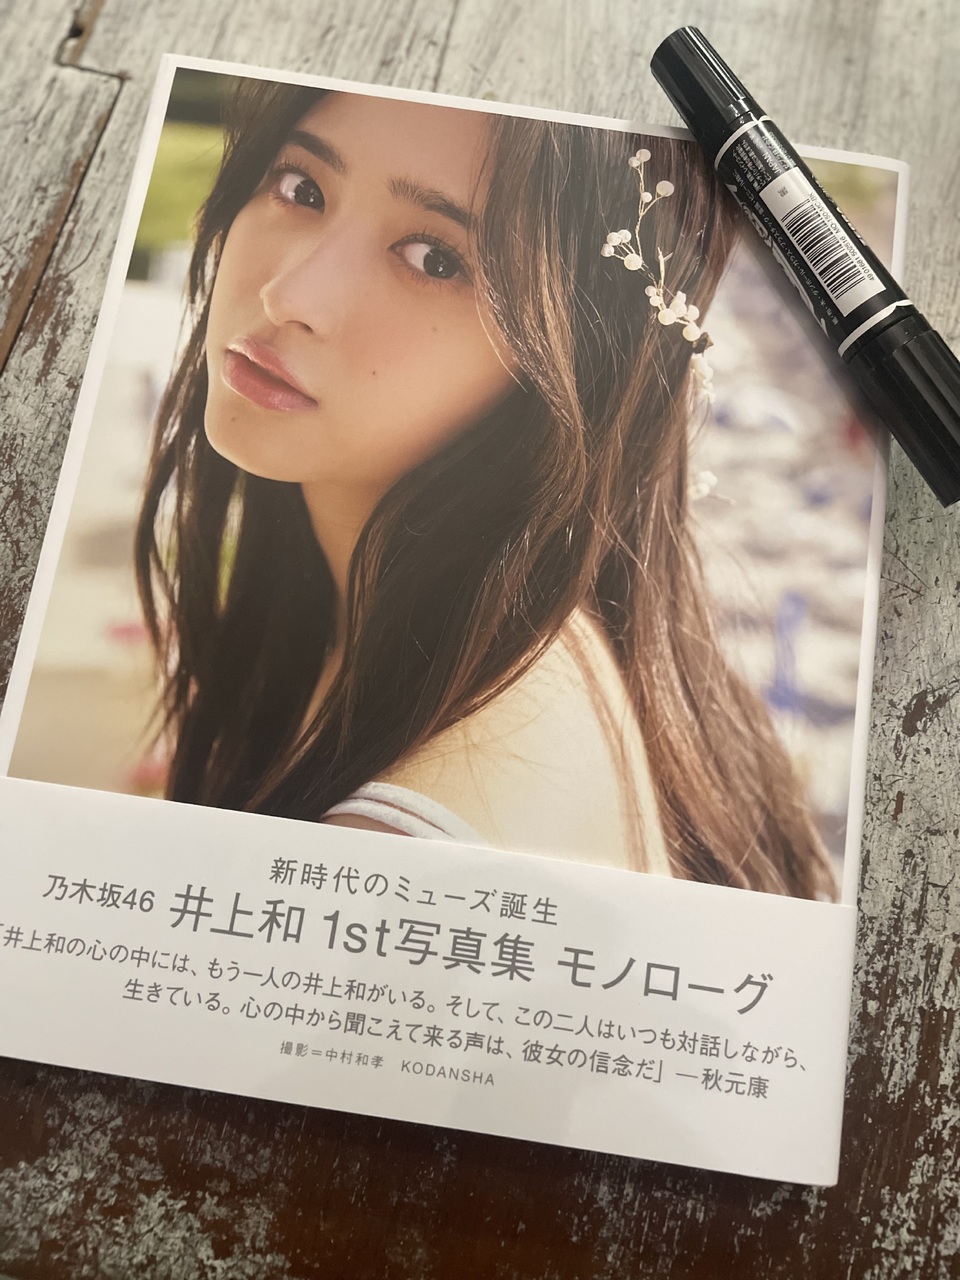 新時代のミューズ誕生
乃木坂46 井上和 1st写真集 モノローグ
「井上和の心の中には、もう一人の井上和がいる。そして、この二人はいつも対話しながら、
生きている。心の中から聞こえて来る声は、彼女の信念だ」—秋元康
撮影=中村和孝 KODANSHA